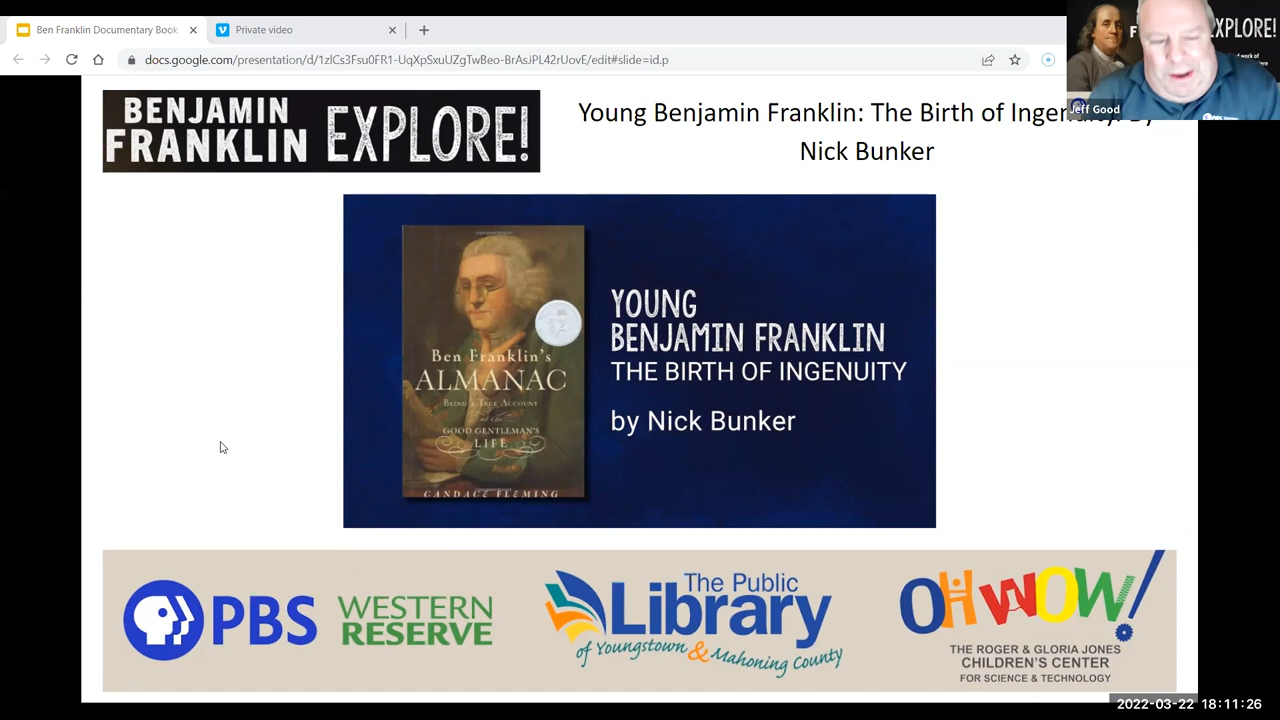 Ben Franklin Documentary Book
Private video
docs.google.com/presentation/d/1zlCs3Fsu0FR1-UqXpSxuUZgTwBeo-BrAsJPL42rUovE/edit#slide=id.p
EXPLORE!
Jeff Good
BENJAMIN
FRANKLIN EXPLORE!
Young Benjamin Franklin: The Birth of Ingenuity. By
Nick Bunker
Ben Franklin's
ALMANAC
BEING A TRUE ACCOUNT
of the
GOOD GENTLEMAN'S
LIFE
CANDACE FLEMING
YOUNG
BENJAMIN FRANKLIN
THE BIRTH OF INGENUITY
by Nick Bunker
PBS
WESTERN
RESERVE
The Public
Library
of Youngstown & Mahoning County
OH WOW!
THE ROGER & GLORIA JONES
CHILDREN'S CENTER
FOR SCIENCE & TECHNOLOGY
2022-03-22 18:11:26